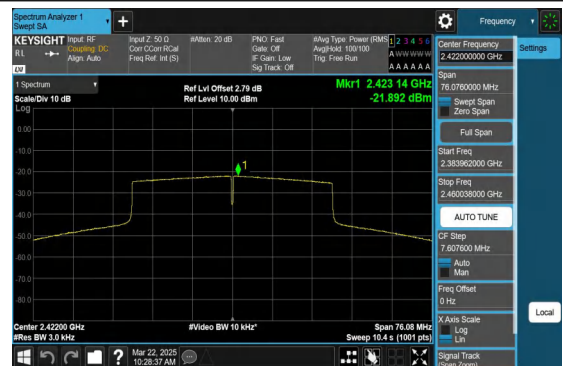 Spectrum Analyzer 1
Swept SA
+
Frequency
KEYSIGHT
RL
LXI
Input: RF
Coupling: DC
Align: Auto
Input Z: 50 Ω
Corr CCorr RCal
Freq Ref: Int (S)
#Atten: 20 dB
PNO: Fast
Gate: Off
IF Gain: Low
Sig Track: Off
#Avg Type: Power (RMS
Avg|Hold: 100/100
Trig: Free Run
1 2 3 4 5 6
A W W W W W
A A A A A A
1 Spectrum
Scale/Div 10 dB
Log
Ref Lvl Offset 2.79 dB
Ref Level 10.00 dBm
Mkr1 2.423 14 GHz
-21.892 dBm
1
0.00
-10.0
-20.0
-30.0
-40.0
-50.0
-60.0
-70.0
-80.0
Center 2.42200 GHz
#Res BW 3.0 kHz
#Video BW 10 kHz*
Span 76.08 MHz
Sweep 10.4 s (1001 pts)
?
Mar 22, 2025
10:28:37 AM
Center Frequency
2.422000000 GHz
Span
76.0760000 MHz
Swept Span
Zero Span
Full Span
Start Freq
2.383962000 GHz
Stop Freq
2.460038000 GHz
AUTO TUNE
CF Step
7.607600 MHz
Auto
Man
Freq Offset
0 Hz
X Axis Scale
Log
Lin
Signal Track
(Span Zoom)
Settings
Local